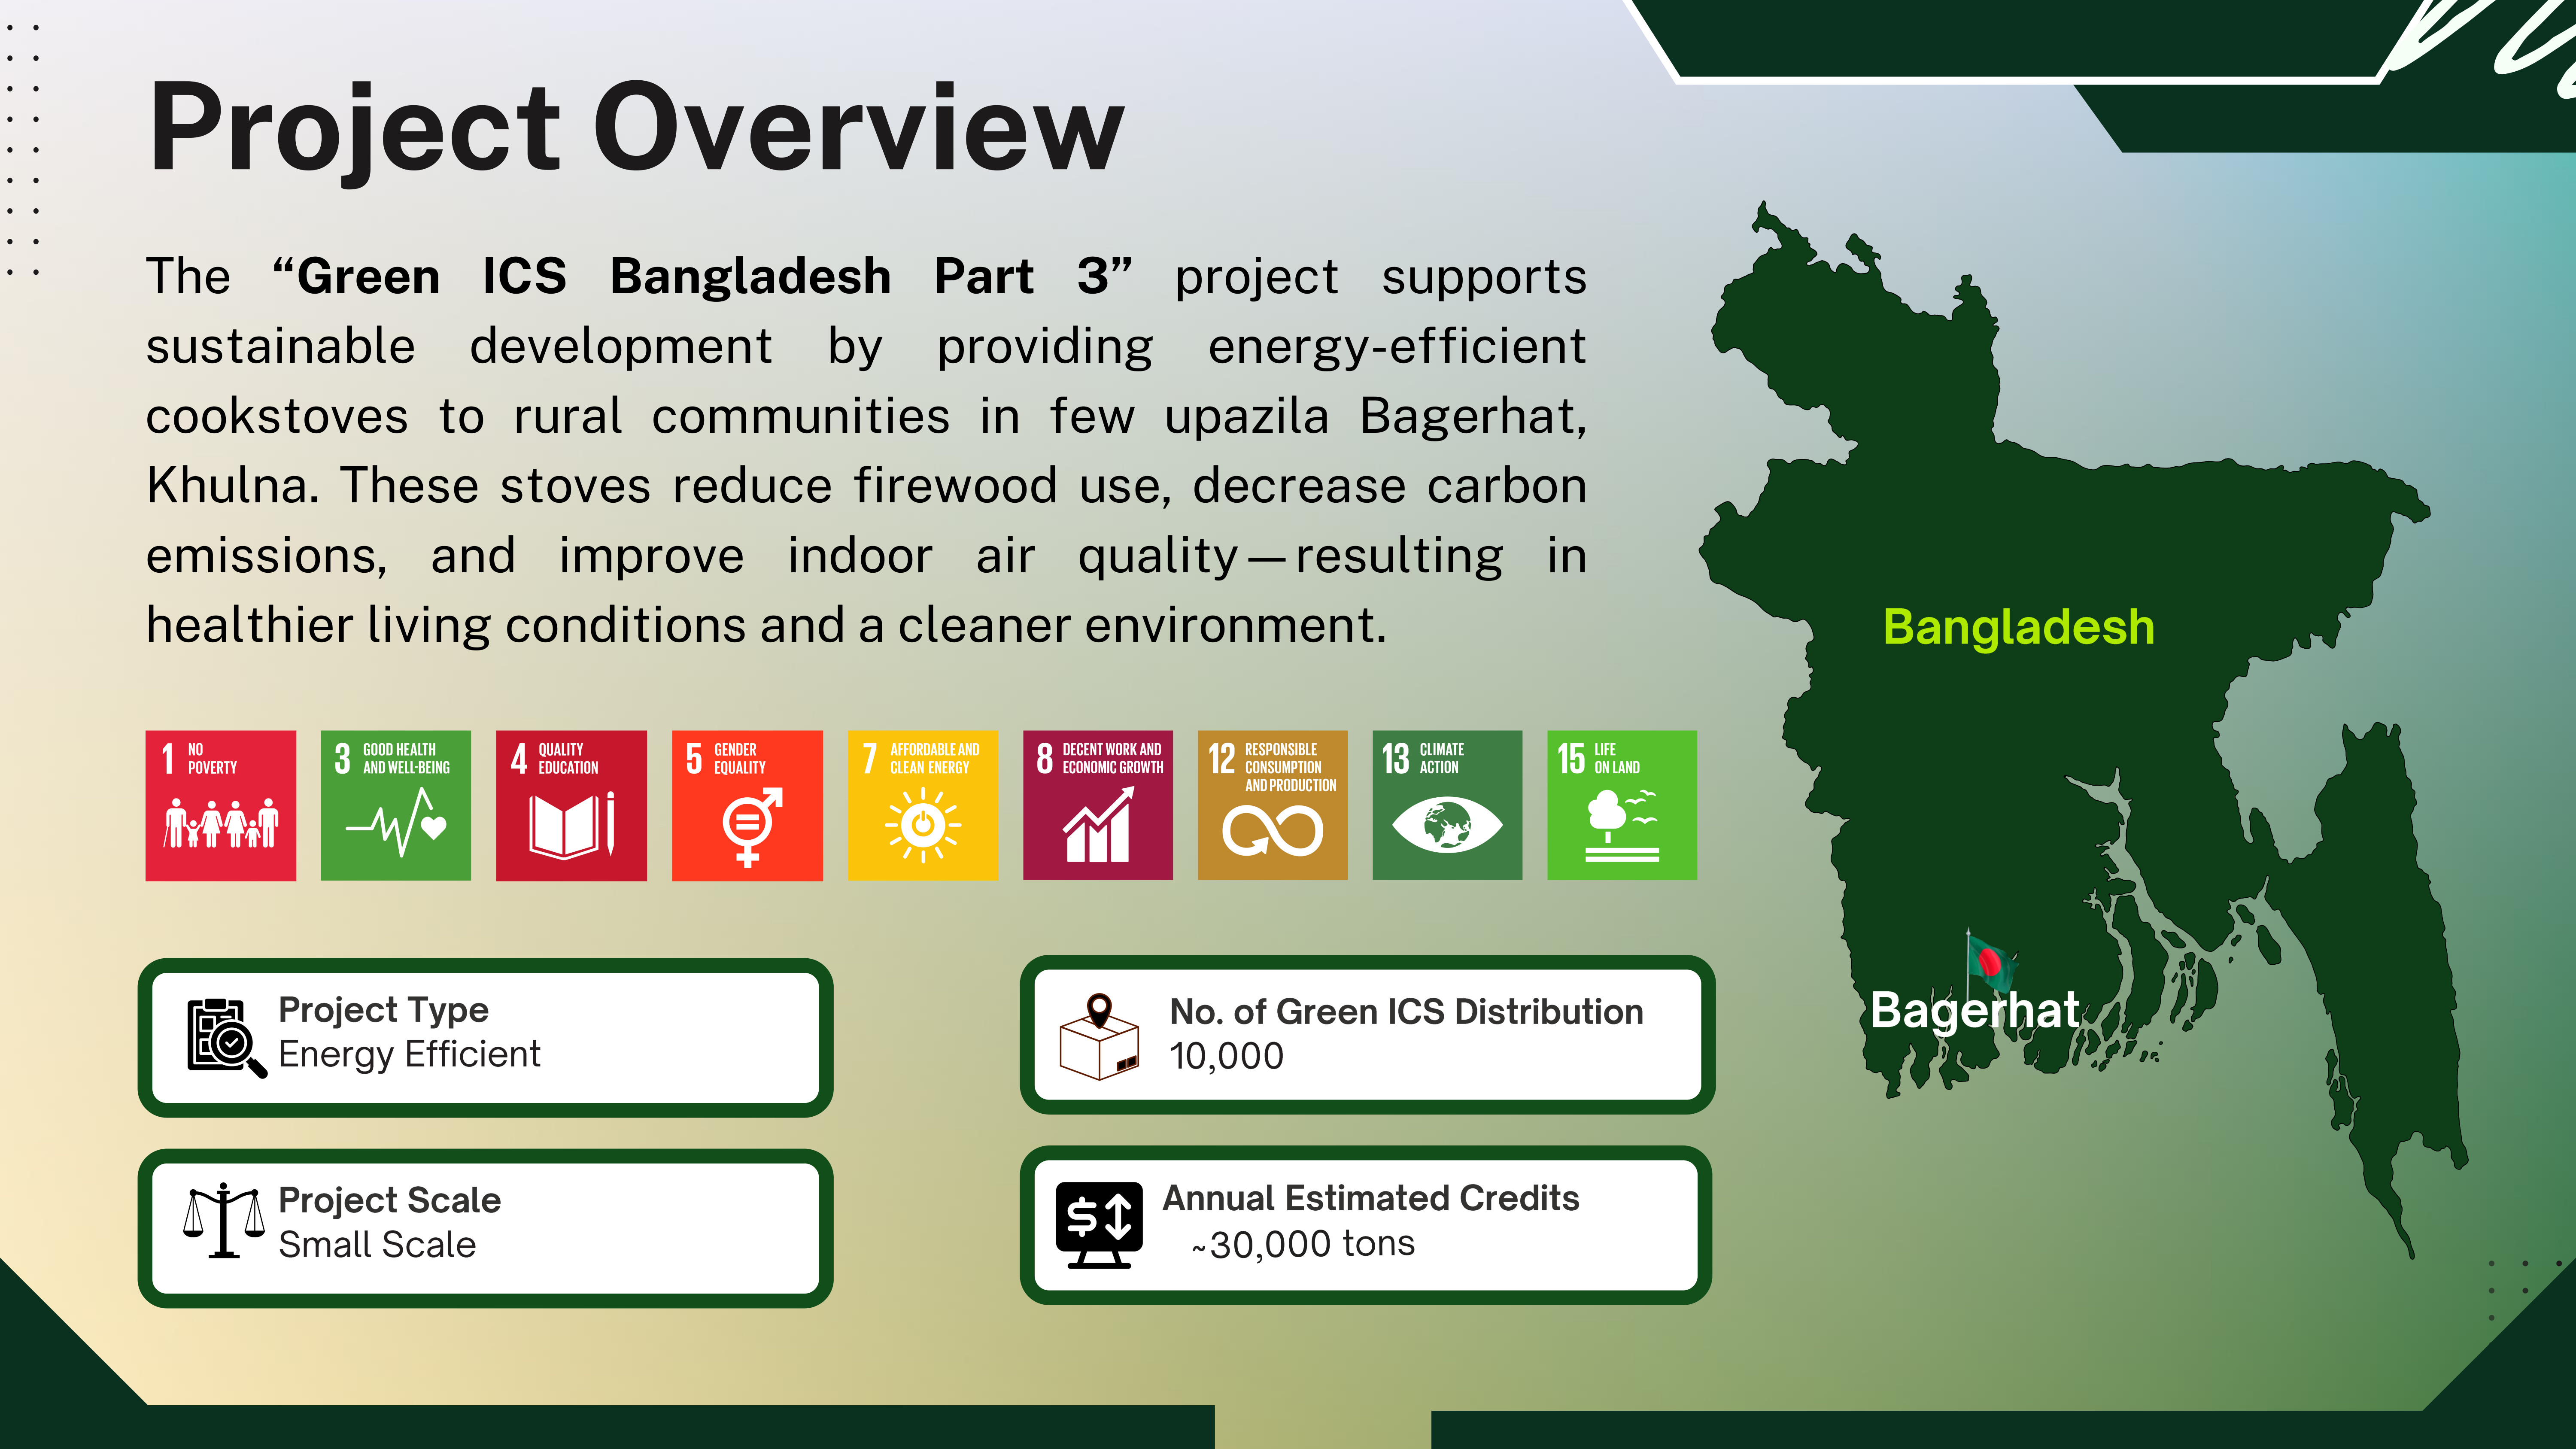 Project Overview
The “Green ICS Bangladesh Part 3” project supports
sustainable development by providing energy-efficient
cookstoves to rural communities in few upazila Bagerhat,
Khulna. These stoves reduce firewood use, decrease carbon
emissions, and improve indoor air quality—resulting in
healthier living conditions and a cleaner environment.
1 NO
POVERTY
3 GOOD HEALTH
AND WELL-BEING
4 QUALITY
EDUCATION
5 GENDER
EQUALITY
7 AFFORDABLE AND
CLEAN ENERGY
8 DECENT WORK AND
ECONOMIC GROWTH
12 RESPONSIBLE
CONSUMPTION
AND PRODUCTION
13 CLIMATE
ACTION
15 LIFE
ON LAND
Project Type
Energy Efficient
No. of Green ICS Distribution
10,000
Project Scale
Small Scale
Annual Estimated Credits
~30,000 tons
Bangladesh
Bagerhat